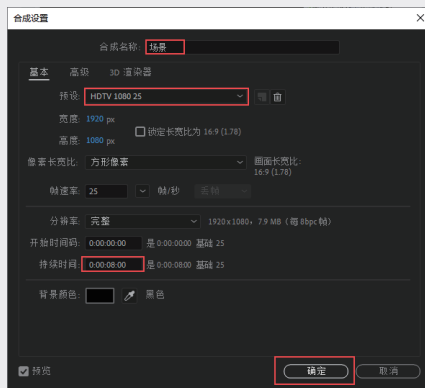 合成设置
合成名称: 场景
基本 高级 3D 渲染器
预设: HDTV 1080 25
宽度: 1920 px
锁定长宽比为 16:9 (1.78)
高度: 1080 px
像素长宽比: 方形像素 画面长宽比:
16:9 (1.78)
帧速率: 25 帧/秒 丢帧
分辨率: 完整 1920 x 1080，7.9 MB（每 8bpc 帧）
开始时间码: 0:00:00:00 是 0:00:00:00 基础 25
持续时间: 0:00:08:00 是 0:00:08:00 基础 25
背景颜色: 黑色
预览 确定 取消